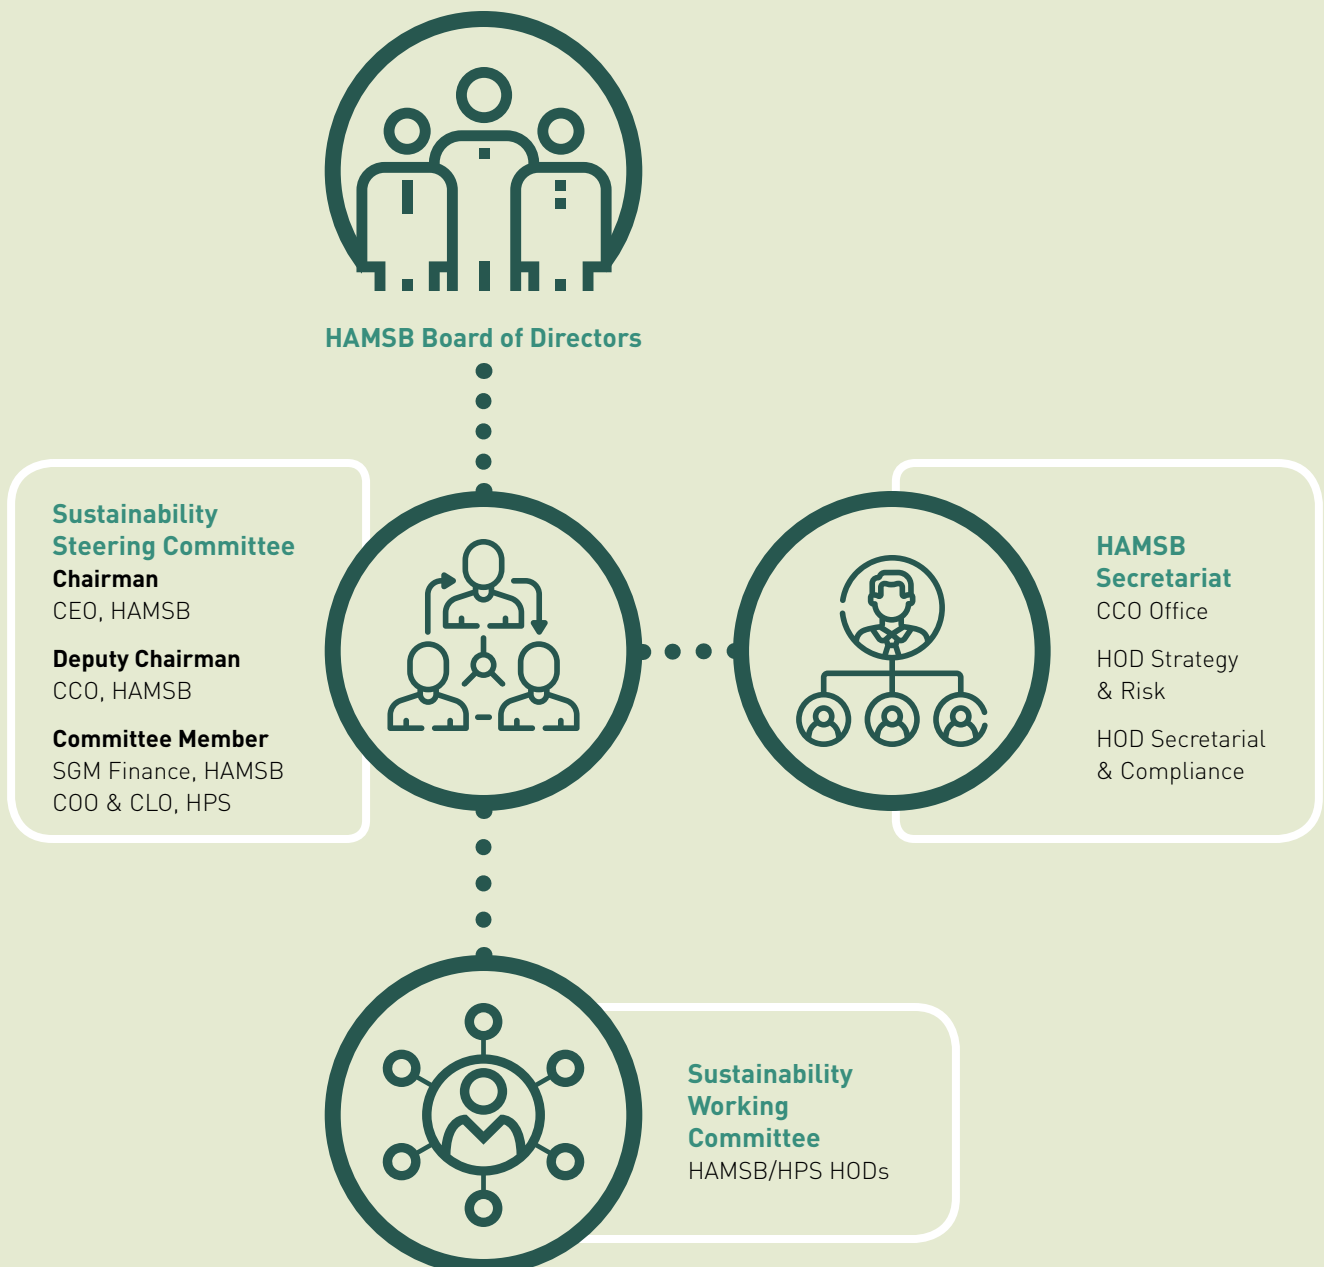 HAMSB Board of Directors
Sustainability
Steering Committee
Chairman
CEO, HAMSB
Deputy Chairman
CCO, HAMSB
Committee Member
SGM Finance, HAMSB
COO & CLO, HPS
HAMSB
Secretariat
CCO Office
HOD Strategy
& Risk
HOD Secretarial
& Compliance
Sustainability
Working
Committee
HAMSB/HPS HODs